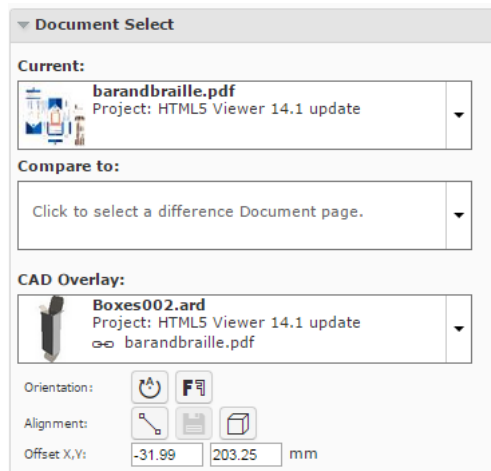 Document Select
Current:
barandbraille.pdf
Project: HTML5 Viewer 14.1 update
Compare to:
Click to select a difference Document page.
CAD Overlay:
Boxes002.ard
Project: HTML5 Viewer 14.1 update
barandbraille.pdf
Orientation:
Alignment:
Offset X,Y: -31.99 203.25 mm